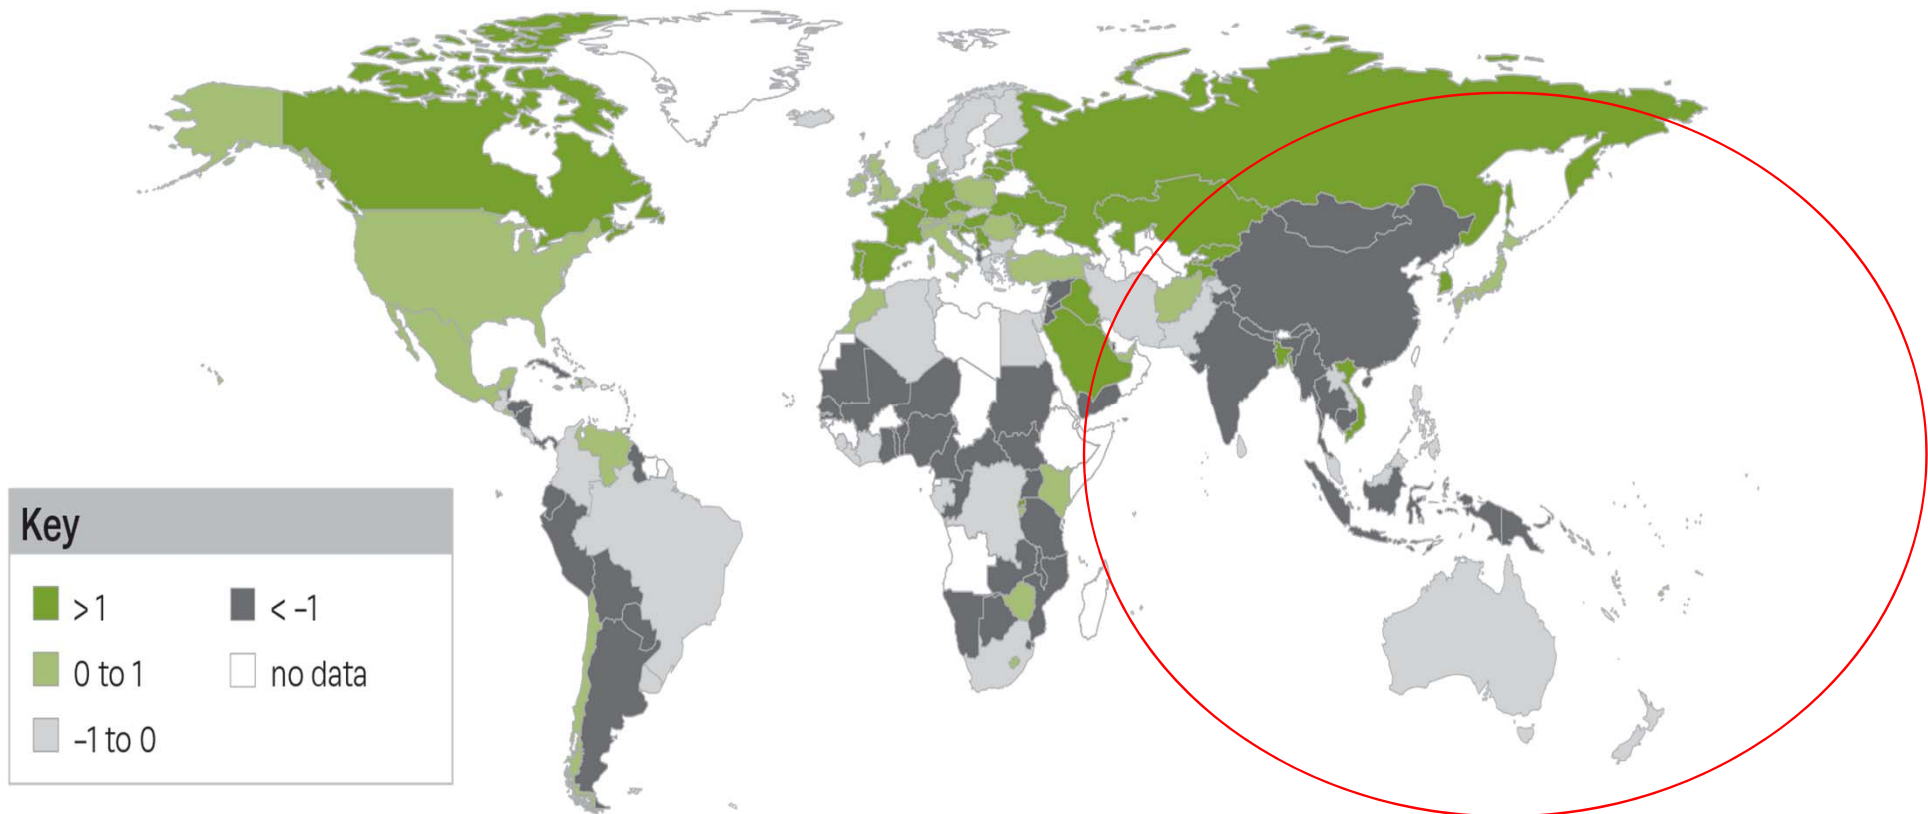 Key
> 1
< –1
0 to 1
no data
–1 to 0